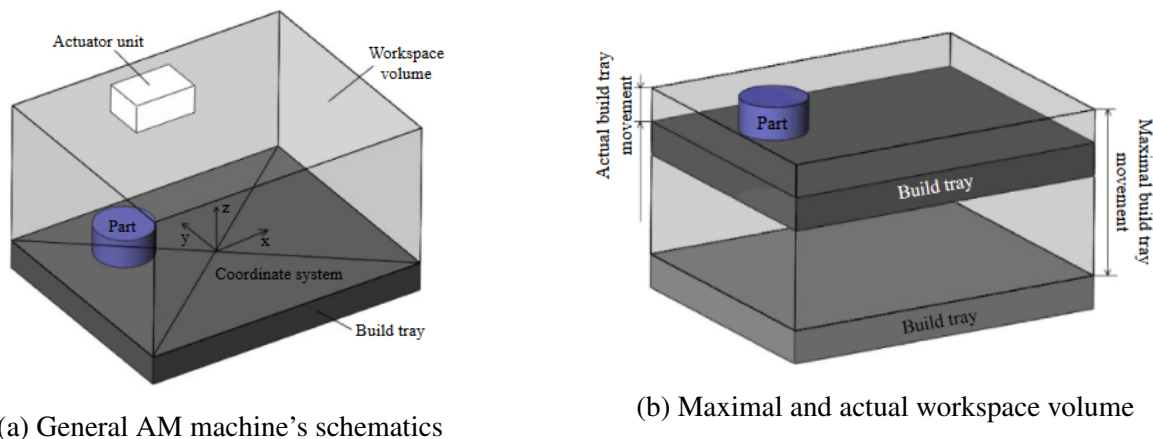 Actuator unit
Workspace
volume
Part
z
y
x
Coordinate system
Build tray
(a) General AM machine's schematics
Actual build tray
movement
Part
Build tray
Maximal build tray
movement
Build tray
(b) Maximal and actual workspace volume